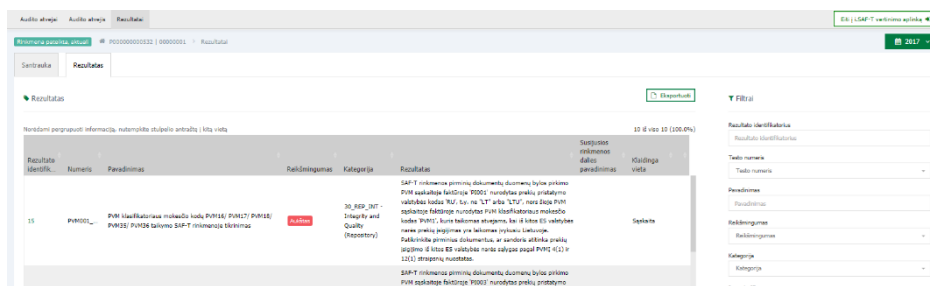 Audito atvejai Audito atvejis Rezultatai
Eiti į i.SAF-T vertinimo aplinką
Rinkmena pateikta, aktuali P000000000332 | 00000001 Rezultatai
2017
Santrauka Rezultatas
Rezultatas
Eksportuoti
Filtrai
Norėdami pergrupuoti informaciją, nutempkite stulpelio antraštę į kitą vietą
10 iš viso 10 (100.0%)
Rezultato identifikatorius
Rezultato identifikatorius
Testo numeris
Testo numeris
Pavadinimas
Pavadinimas
Reikšmingumas
Reikšmingumas
Kategorija
Kategorija
Rezultato identifik... Numeris Pavadinimas Reikšmingumas Kategorija Rezultatas Susijusios rinkmenos dalies pavadinimas Klaidinga vieta
15 PVM001_... PVM klasifikatoriaus mokesčio kodų PVM16/ PVM17/ PVM18/
PVM35/ PVM36 taikymo SAF-T rinkmenoje tikrinimas
Aukštas
30_REP_INT -
Integrity and
Quality
(Repository)
SAF-T rinkmenos pirminių dokumentų duomenų bylos pirkimo
PVM sąskaitoje faktūroje 'PI001' nurodytas prekių pristatymo
valstybės kodas 'RU', t.y. ne "LT" arba "LTU", nors šioje PVM
sąskaitoje faktūroje nurodytas PVM klasifikatoriaus mokesčio
kodas 'PVM1', kuris taikomas atvejams, kai iš kitos ES valstybės
narės prekių įsigijimas yra laikomas įvykusiu Lietuvoje.
Patikrinkite pirminius dokumentus, ar sandoris atitinka prekių
įsigijimo iš kitos ES valstybės narės sąlygas pagal PVMĮ 4(1) ir
12(1) straipsnių nuostatas.
Sąskaita
SAF-T rinkmenos pirminių dokumentų duomenų bylos pirkimo
PVM sąskaitoje faktūroje 'PI003' nurodytas prekių pristatymo